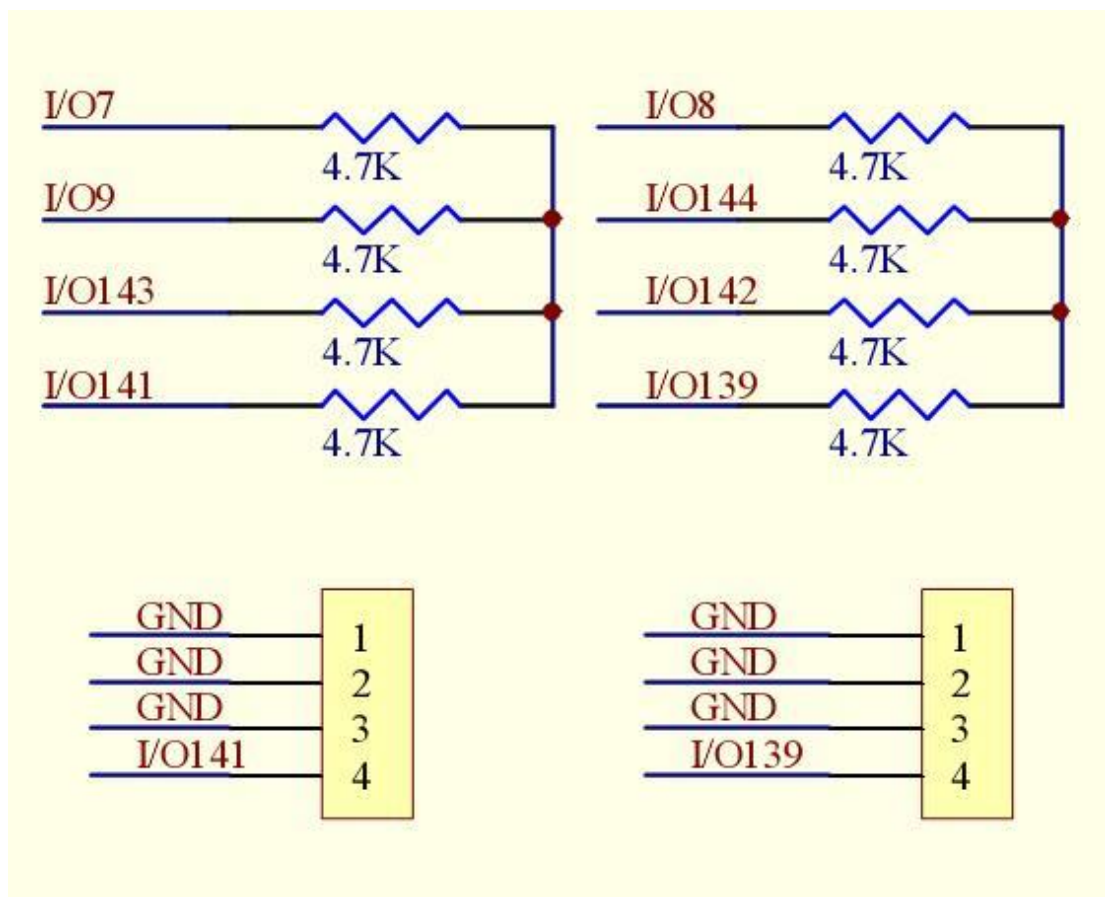 I/O7
4.7K
I/O9
4.7K
I/O143
4.7K
I/O141
4.7K
I/O8
4.7K
I/O144
4.7K
I/O142
4.7K
I/O139
4.7K
GND
1
GND
2
GND
3
I/O141
4
GND
1
GND
2
GND
3
I/O139
4